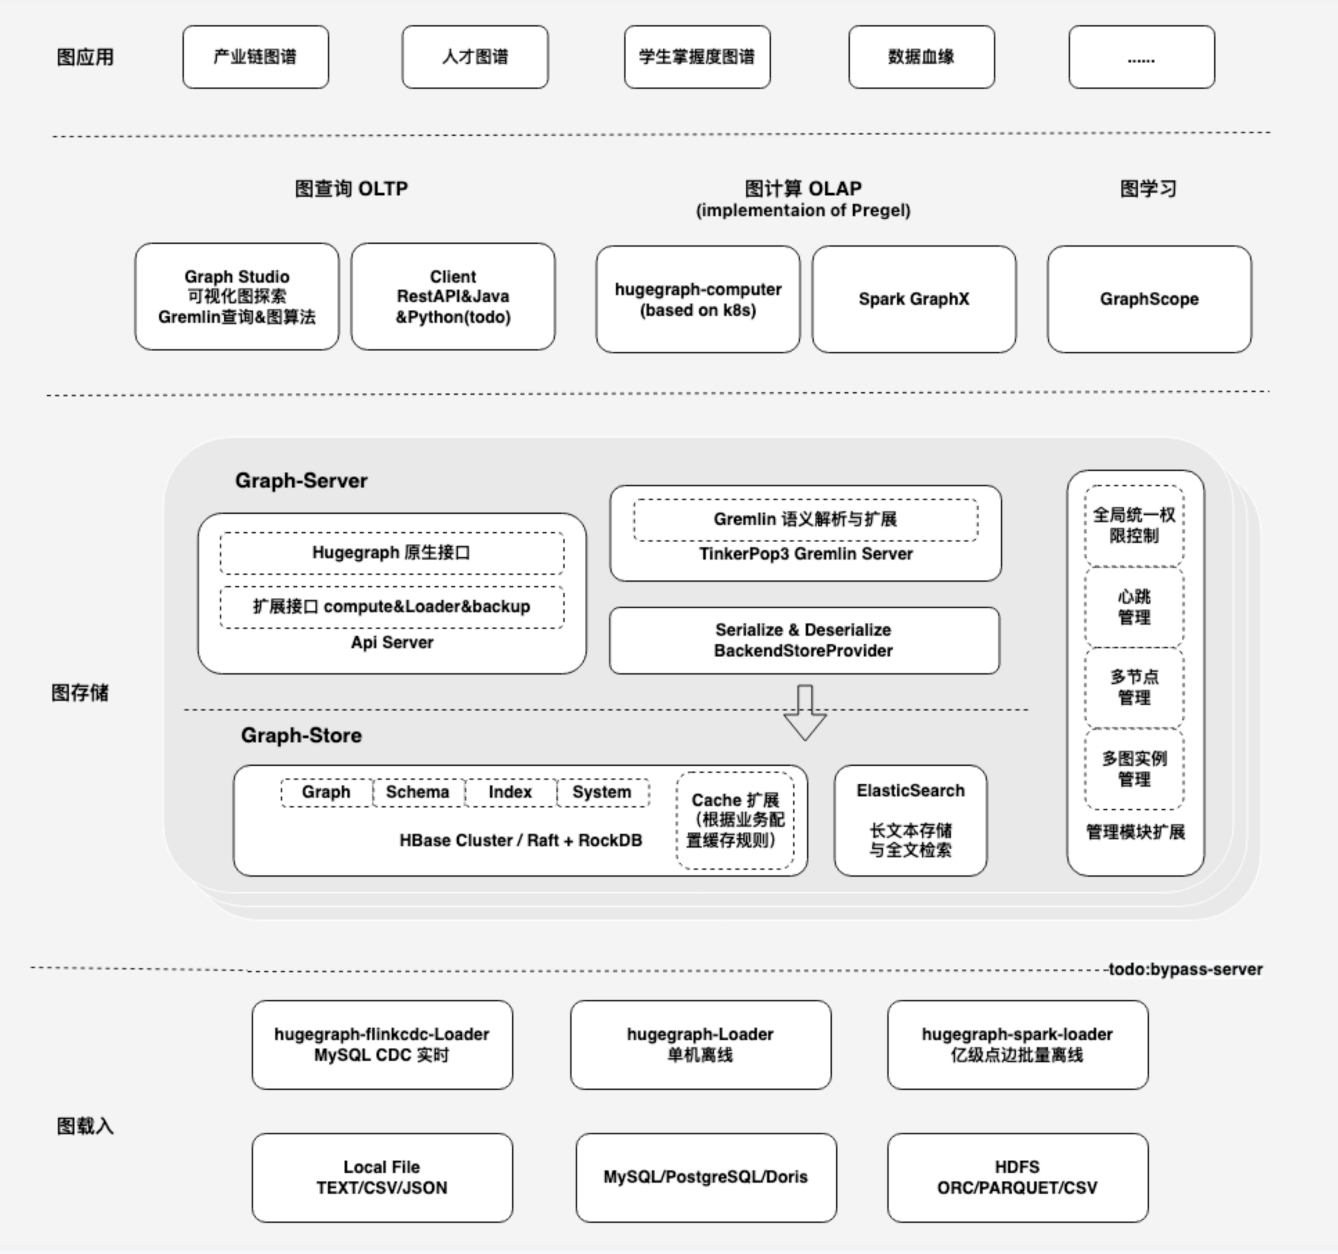 图应用
产业链图谱
人才图谱
学生掌握度图谱
数据血缘
......
图查询 OLTP
图计算 OLAP
(implementaion of Pregel)
图学习
Graph Studio
可视化图探索
Gremlin查询&图算法
Client
RestAPI&Java
&Python(todo)
hugegraph-computer
(based on k8s)
Spark GraphX
GraphScope
图存储
Graph-Server
Hugegraph 原生接口
扩展接口 compute&Loader&backup
Api Server
Gremlin 语义解析与扩展
TinkerPop3 Gremlin Server
Serialize & Deserialize
BackendStoreProvider
全局统一权
限控制
心跳
管理
多节点
管理
多图实例
管理
管理模块扩展
Graph-Store
Graph
Schema
Index
System
HBase Cluster / Raft + RockDB
Cache 扩展
（根据业务配
置缓存规则）
ElasticSearch
长文本存储
与全文检索
todo:bypass-server
图载入
hugegraph-flinkcdc-Loader
MySQL CDC 实时
hugegraph-Loader
单机离线
hugegraph-spark-loader
亿级点边批量离线
Local File
TEXT/CSV/JSON
MySQL/PostgreSQL/Doris
HDFS
ORC/PARQUET/CSV